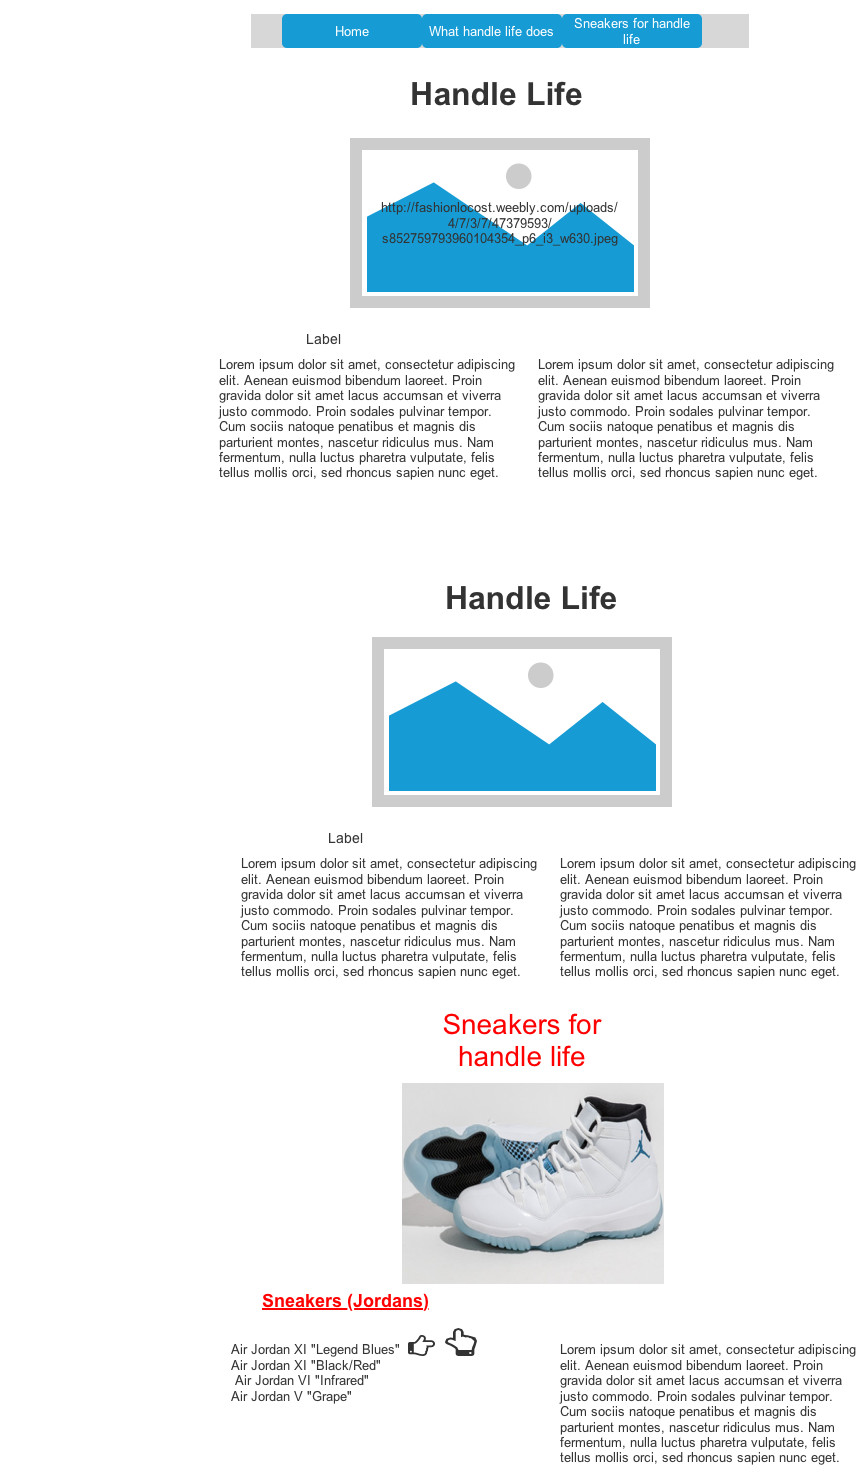 Home
What handle life does
Sneakers for handle
life
Handle Life
http://fashionlocost.weebly.com/uploads/
4/7/3/7/47379593/
s852759793960104354_p6_i3_w630.jpeg
Label
Lorem ipsum dolor sit amet, consectetur adipiscing
elit. Aenean euismod bibendum laoreet. Proin
gravida dolor sit amet lacus accumsan et viverra
justo commodo. Proin sodales pulvinar tempor.
Cum sociis natoque penatibus et magnis dis
parturient montes, nascetur ridiculus mus. Nam
fermentum, nulla luctus pharetra vulputate, felis
tellus mollis orci, sed rhoncus sapien nunc eget.
Lorem ipsum dolor sit amet, consectetur adipiscing
elit. Aenean euismod bibendum laoreet. Proin
gravida dolor sit amet lacus accumsan et viverra
justo commodo. Proin sodales pulvinar tempor.
Cum sociis natoque penatibus et magnis dis
parturient montes, nascetur ridiculus mus. Nam
fermentum, nulla luctus pharetra vulputate, felis
tellus mollis orci, sed rhoncus sapien nunc eget.
Handle Life
Label
Lorem ipsum dolor sit amet, consectetur adipiscing
elit. Aenean euismod bibendum laoreet. Proin
gravida dolor sit amet lacus accumsan et viverra
justo commodo. Proin sodales pulvinar tempor.
Cum sociis natoque penatibus et magnis dis
parturient montes, nascetur ridiculus mus. Nam
fermentum, nulla luctus pharetra vulputate, felis
tellus mollis orci, sed rhoncus sapien nunc eget.
Lorem ipsum dolor sit amet, consectetur adipiscing
elit. Aenean euismod bibendum laoreet. Proin
gravida dolor sit amet lacus accumsan et viverra
justo commodo. Proin sodales pulvinar tempor.
Cum sociis natoque penatibus et magnis dis
parturient montes, nascetur ridiculus mus. Nam
fermentum, nulla luctus pharetra vulputate, felis
tellus mollis orci, sed rhoncus sapien nunc eget.
Sneakers for
handle life
Sneakers (Jordans)
Air Jordan XI "Legend Blues"
Air Jordan XI "Black/Red"
Air Jordan VI "Infrared"
Air Jordan V "Grape"
Lorem ipsum dolor sit amet, consectetur adipiscing
elit. Aenean euismod bibendum laoreet. Proin
gravida dolor sit amet lacus accumsan et viverra
justo commodo. Proin sodales pulvinar tempor.
Cum sociis natoque penatibus et magnis dis
parturient montes, nascetur ridiculus mus. Nam
fermentum, nulla luctus pharetra vulputate, felis
tellus mollis orci, sed rhoncus sapien nunc eget.